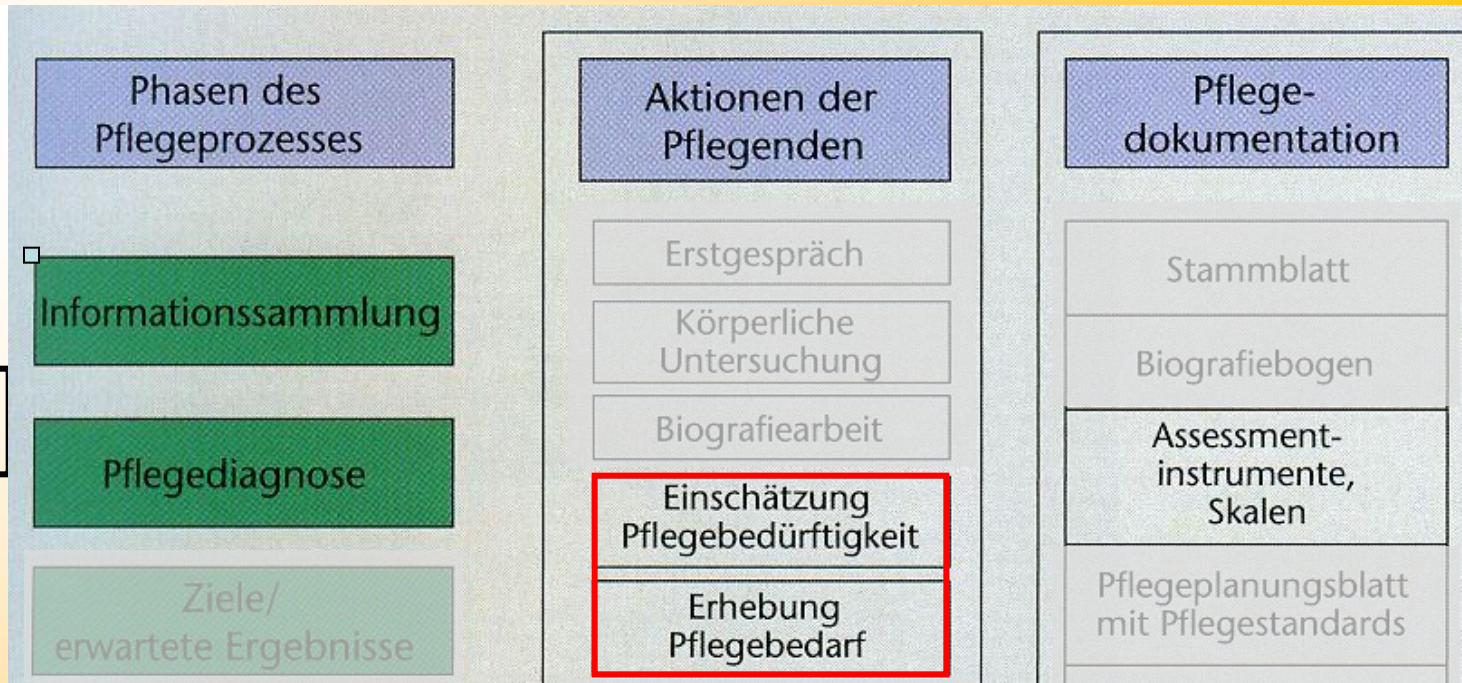 Phasen des
Pflegeprozesses
Informationssammlung
Pflegediagnose
Ziele/
erwartete Ergebnisse
Aktionen der
Pflegenden
Erstgespräch
Körperliche
Untersuchung
Biografiearbeit
Einschätzung
Pflegebedürftigkeit
Erhebung
Pflegebedarf
Pflege-
dokumentation
Stammblatt
Biografiebogen
Assessment-
instrumente,
Skalen
Pflegeplanungsblatt
mit Pflegestandards